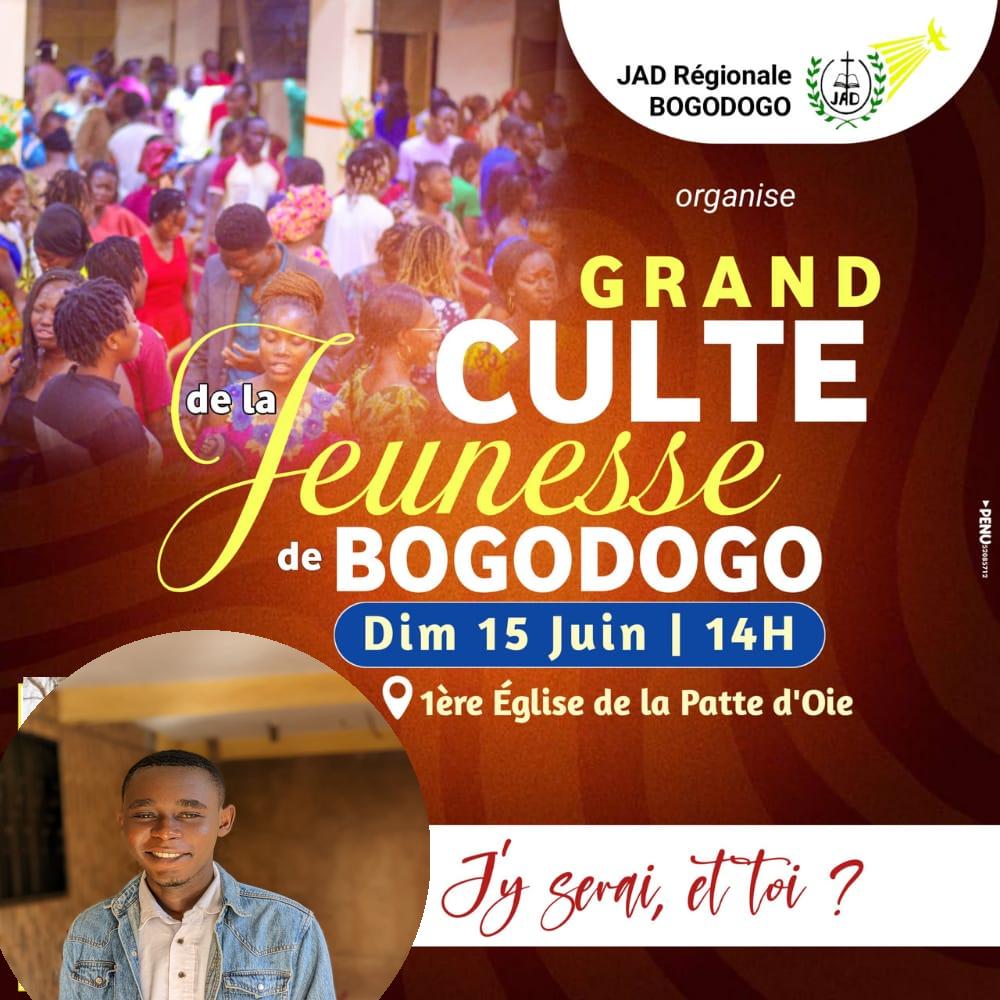 JAD Régionale
BOGODOGO
JAD
organise
GRAND
CULTE
de la
Jeunesse
de BOGODOGO
Dim 15 Juin | 14H
1ère Église de la Patte d'Oie
PENU
J'y serai, et toi ?